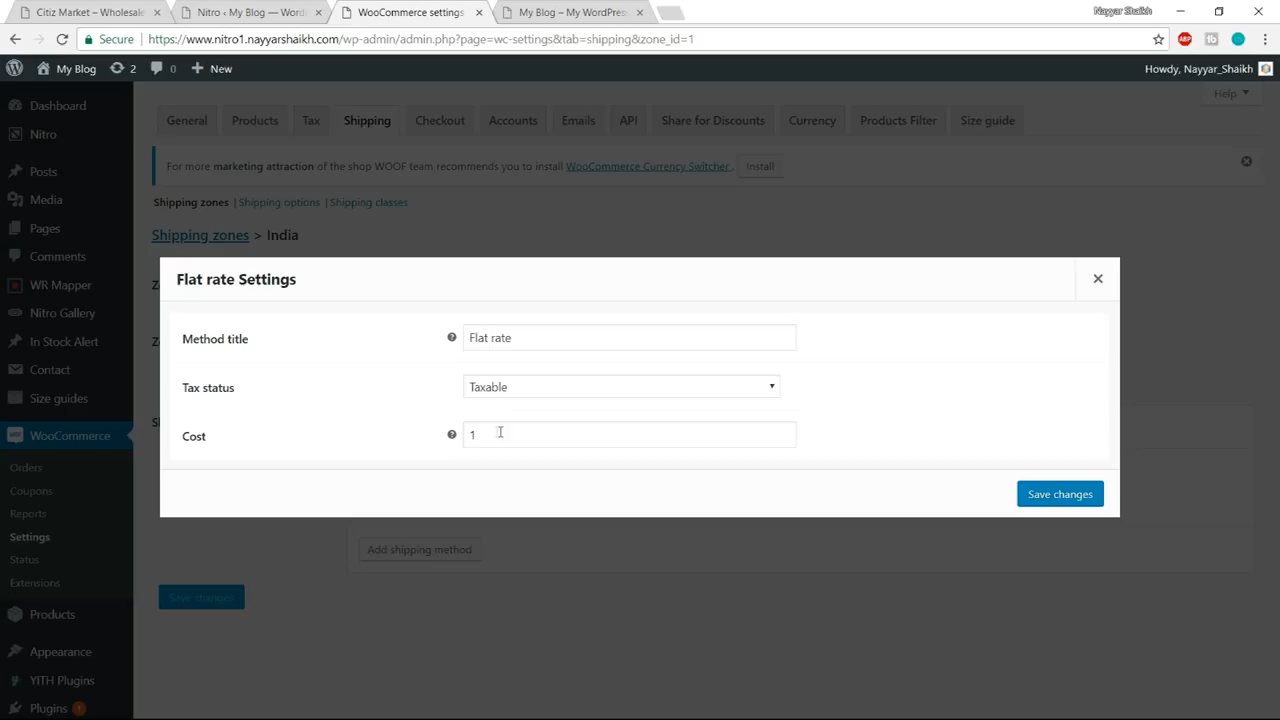 Citiz Market – Wholesale
Nitro ‹ My Blog — Word
WooCommerce settings
My Blog – My WordPress
Nayyar Shaikh
Secure
https://www.nitro1.nayyarshaikh.com/wp-admin/admin.php?page=wc-settings&tab=shipping&zone_id=1
My Blog
2
0
New
Howdy, Nayyar_Shaikh
Help
Dashboard
Nitro
Posts
Media
Pages
Comments
WR Mapper
Nitro Gallery
In Stock Alert
Contact
Size guides
WooCommerce
Orders
Coupons
Reports
Settings
Status
Extensions
Products
Appearance
YITH Plugins
Plugins 1
General Products Tax Shipping Checkout Accounts Emails API Share for Discounts Currency Products Filter Size guide
For more marketing attraction of the shop WOOF team recommends you to install WooCommerce Currency Switcher. Install
Shipping zones | Shipping options | Shipping classes
Shipping zones > India
Flat rate Settings
Method title
Flat rate
Tax status
Taxable
Cost
1
Save changes
Add shipping method
Save changes